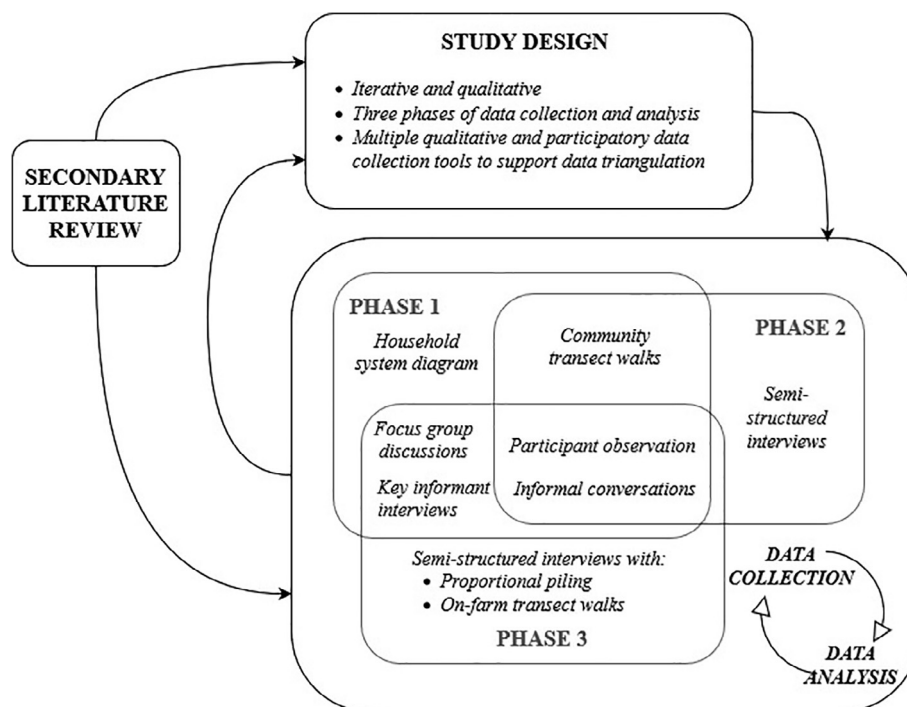 STUDY DESIGN
• Iterative and qualitative
• Three phases of data collection and analysis
• Multiple qualitative and participatory data
collection tools to support data triangulation
SECONDARY
LITERATURE
REVIEW
PHASE 1
Household
system diagram
Community
transect walks
PHASE 2
Semi-
structured
interviews
Focus group
discussions
Key informant
interviews
Participant observation
Informal conversations
Semi-structured interviews with:
• Proportional piling
• On-farm transect walks
PHASE 3
DATA
COLLECTION
DATA
ANALYSIS